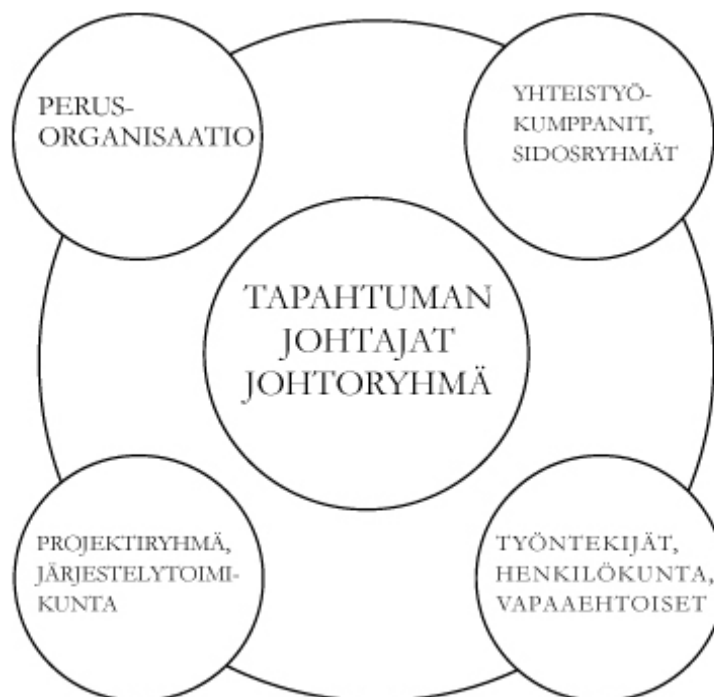 PERUS-
ORGANISAATIO
YHTEISTYÖ-
KUMPPANIT,
SIDOSRYHMÄT
TAPAHTUMAN
JOHTAJAT
JOHTORYHMÄ
PROJEKTIRYHMÄ,
JÄRJESTELYTOIMI-
KUNTA
TYÖNTEKIJÄT,
HENKILÖKUNTA,
VAPAAEHTOISET